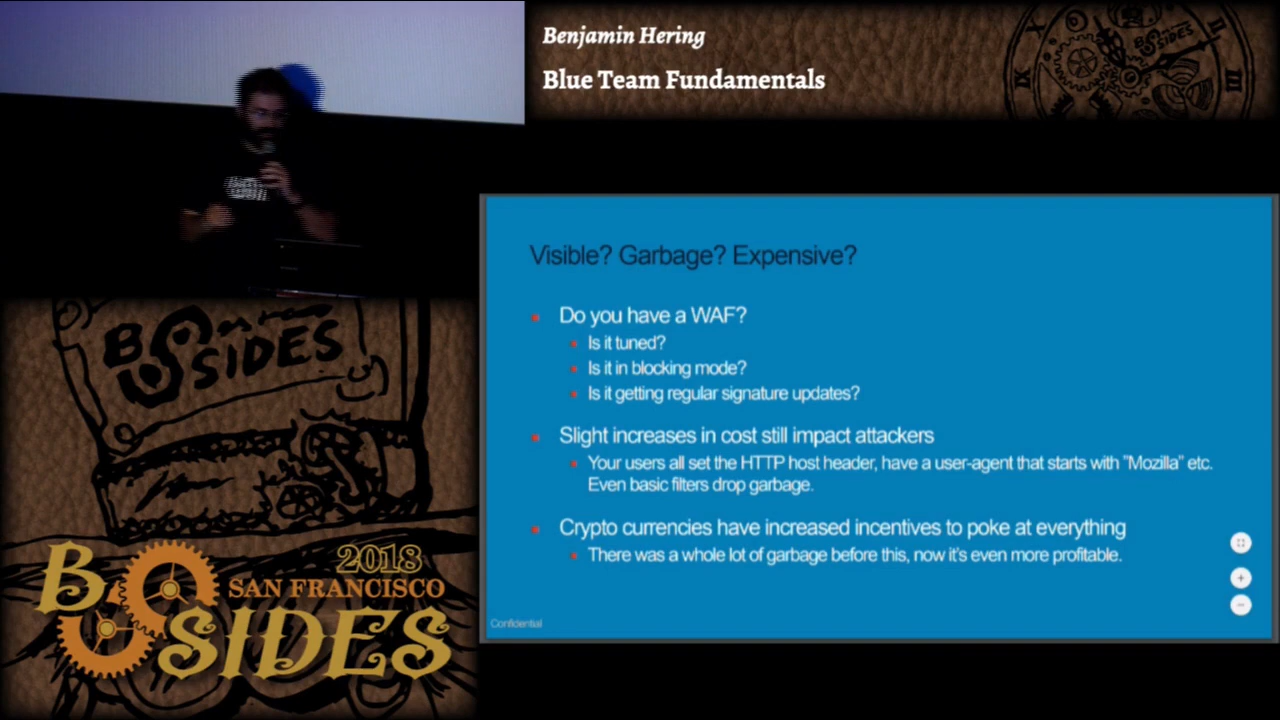 Benjamin Hering
Blue Team Fundamentals
BSIDES
Visible? Garbage? Expensive?
Do you have a WAF?
Is it tuned?
Is it in blocking mode?
Is it getting regular signature updates?
Slight increases in cost still impact attackers
Your users all set the HTTP host header, have a user-agent that starts with "Mozilla" etc.
Even basic filters drop garbage.
Crypto currencies have increased incentives to poke at everything
There was a whole lot of garbage before this, now it's even more profitable.
Confidential
BSIDES
2018
SAN FRANCISCO
BSIDES